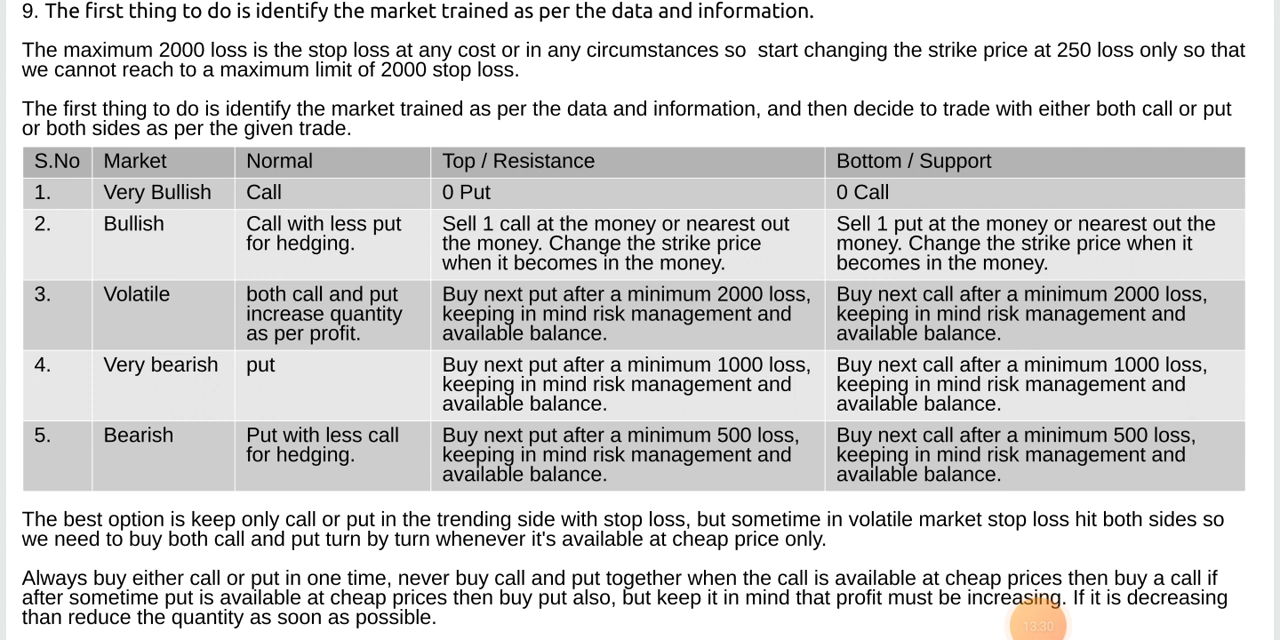 9. The first thing to do is identify the market trained as per the data and information.
The maximum 2000 loss is the stop loss at any cost or in any circumstances so  start changing the strike price at 250 loss only so that
we cannot reach to a maximum limit of 2000 stop loss.
The first thing to do is identify the market trained as per the data and information, and then decide to trade with either both call or put
or both sides as per the given trade.
S.No Market Normal Top / Resistance Bottom / Support
1. Very Bullish Call 0 Put 0 Call
2. Bullish Call with less put Sell 1 call at the money or nearest out Sell 1 put at the money or nearest out the
for hedging. the money. Change the strike price money. Change the strike price when it
when it becomes in the money. becomes in the money.
3. Volatile both call and put Buy next put after a minimum 2000 loss, Buy next call after a minimum 2000 loss,
increase quantity keeping in mind risk management and keeping in mind risk management and
as per profit. available balance. available balance.
4. Very bearish put Buy next put after a minimum 1000 loss, Buy next call after a minimum 1000 loss,
keeping in mind risk management and keeping in mind risk management and
available balance. available balance.
5. Bearish Put with less call Buy next put after a minimum 500 loss, Buy next call after a minimum 500 loss,
for hedging. keeping in mind risk management and keeping in mind risk management and
available balance. available balance.
The best option is keep only call or put in the trending side with stop loss, but sometime in volatile market stop loss hit both sides so
we need to buy both call and put turn by turn whenever it's available at cheap price only.
Always buy either call or put in one time, never buy call and put together when the call is available at cheap prices then buy a call if
after sometime put is available at cheap prices then buy put also, but keep it in mind that profit must be increasing. If it is decreasing
than reduce the quantity as soon as possible.
13:30